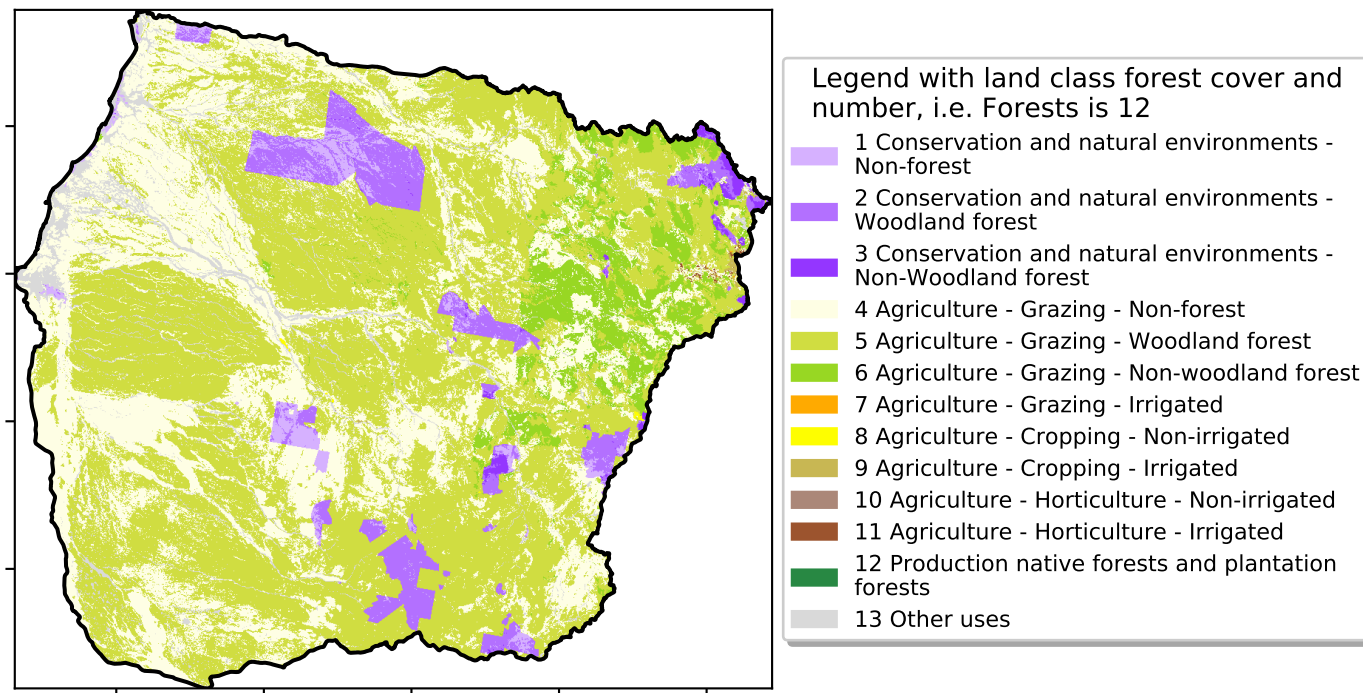 Legend with land class forest cover and
number, i.e. Forests is 12
1 Conservation and natural environments -
Non-forest
2 Conservation and natural environments -
Woodland forest
3 Conservation and natural environments -
Non-Woodland forest
4 Agriculture - Grazing - Non-forest
5 Agriculture - Grazing - Woodland forest
6 Agriculture - Grazing - Non-woodland forest
7 Agriculture - Grazing - Irrigated
8 Agriculture - Cropping - Non-irrigated
9 Agriculture - Cropping - Irrigated
10 Agriculture - Horticulture - Non-irrigated
11 Agriculture - Horticulture - Irrigated
12 Production native forests and plantation
forests
13 Other uses